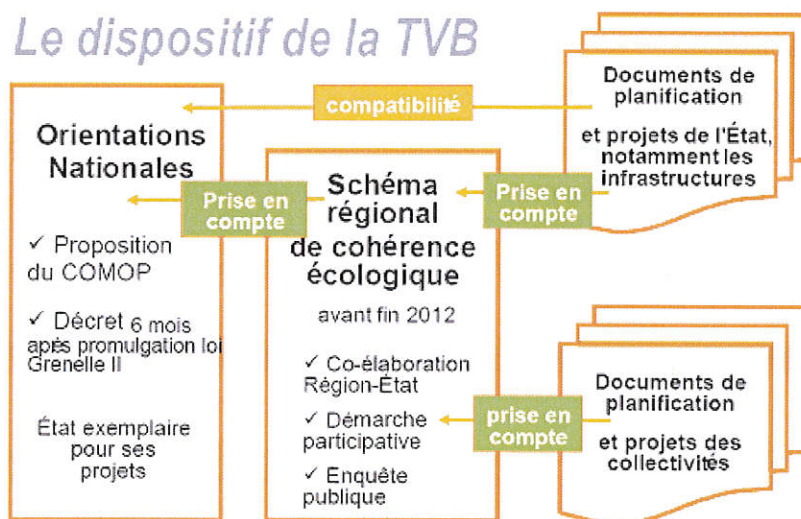 Le dispositif de la TVB
Orientations
Nationales
✓ Proposition
du COMOP
✓ Décret 6 mois
apés promulgation loi
Grenelle II
État exemplaire
pour ses
projets
compatibilité
Prise en
compte
Schéma
régional
de cohérence
écologique
avant fin 2012
✓ Co-élaboration
Région-État
✓ Démarche
participative
✓ Enquête
publique
Prise en
compte
prise en
compte
Documents de
planification
et projets de l'État,
notamment les
infrastructures
Documents de
planification
et projets des
collectivités